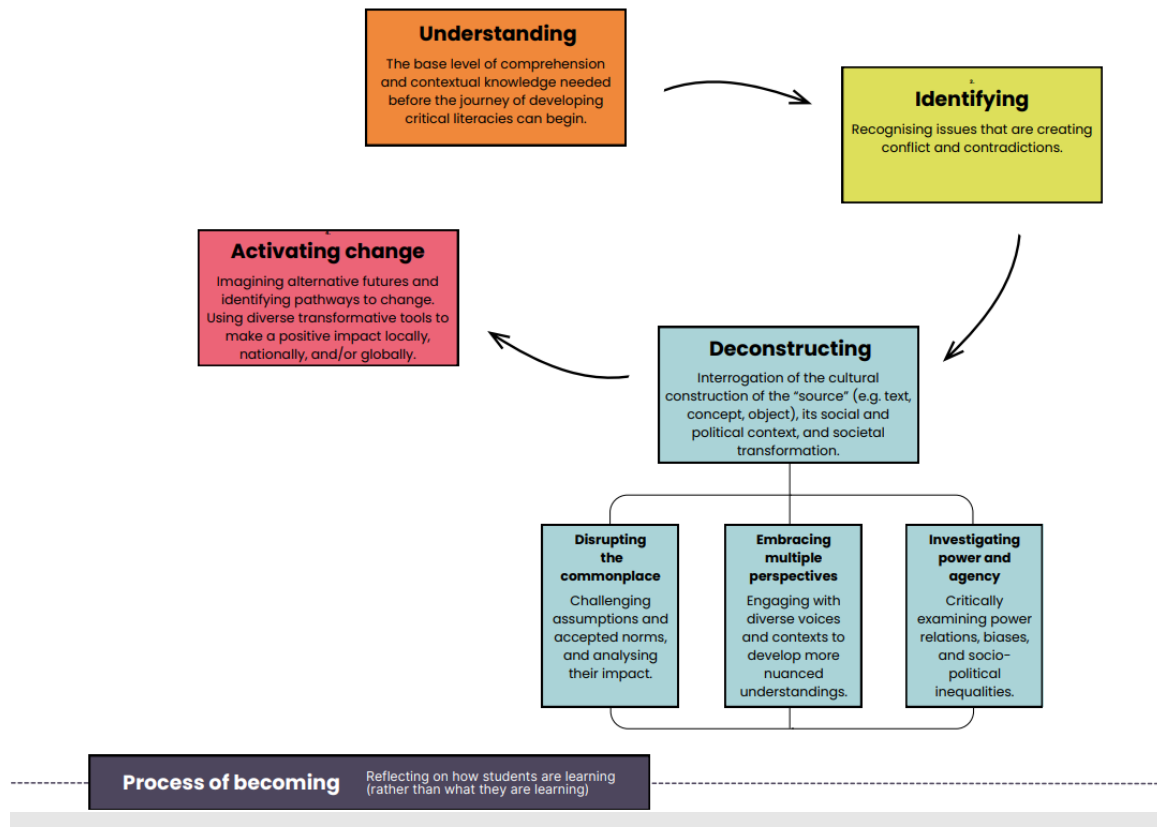 Understanding
The base level of comprehension
and contextual knowledge needed
before the journey of developing
critical literacies can begin.
2.
Identifying
Recognising issues that are creating
conflict and contradictions.
Activating change
Imagining alternative futures and
identifying pathways to change.
Using diverse transformative tools to
make a positive impact locally,
nationally, and/or globally.
Deconstructing
Interrogation of the cultural
construction of the “source” (e.g. text,
concept, object), its social and
political context, and societal
transformation.
Disrupting
the
commonplace
Challenging
assumptions and
accepted norms,
and analysing
their impact.
Embracing
multiple
perspectives
Engaging with
diverse voices
and contexts to
develop more
nuanced
understandings.
Investigating
power and
agency
Critically
examining power
relations, biases,
and socio-
political
inequalities.
Process of becoming
Reflecting on how students are learning
(rather than what they are learning)